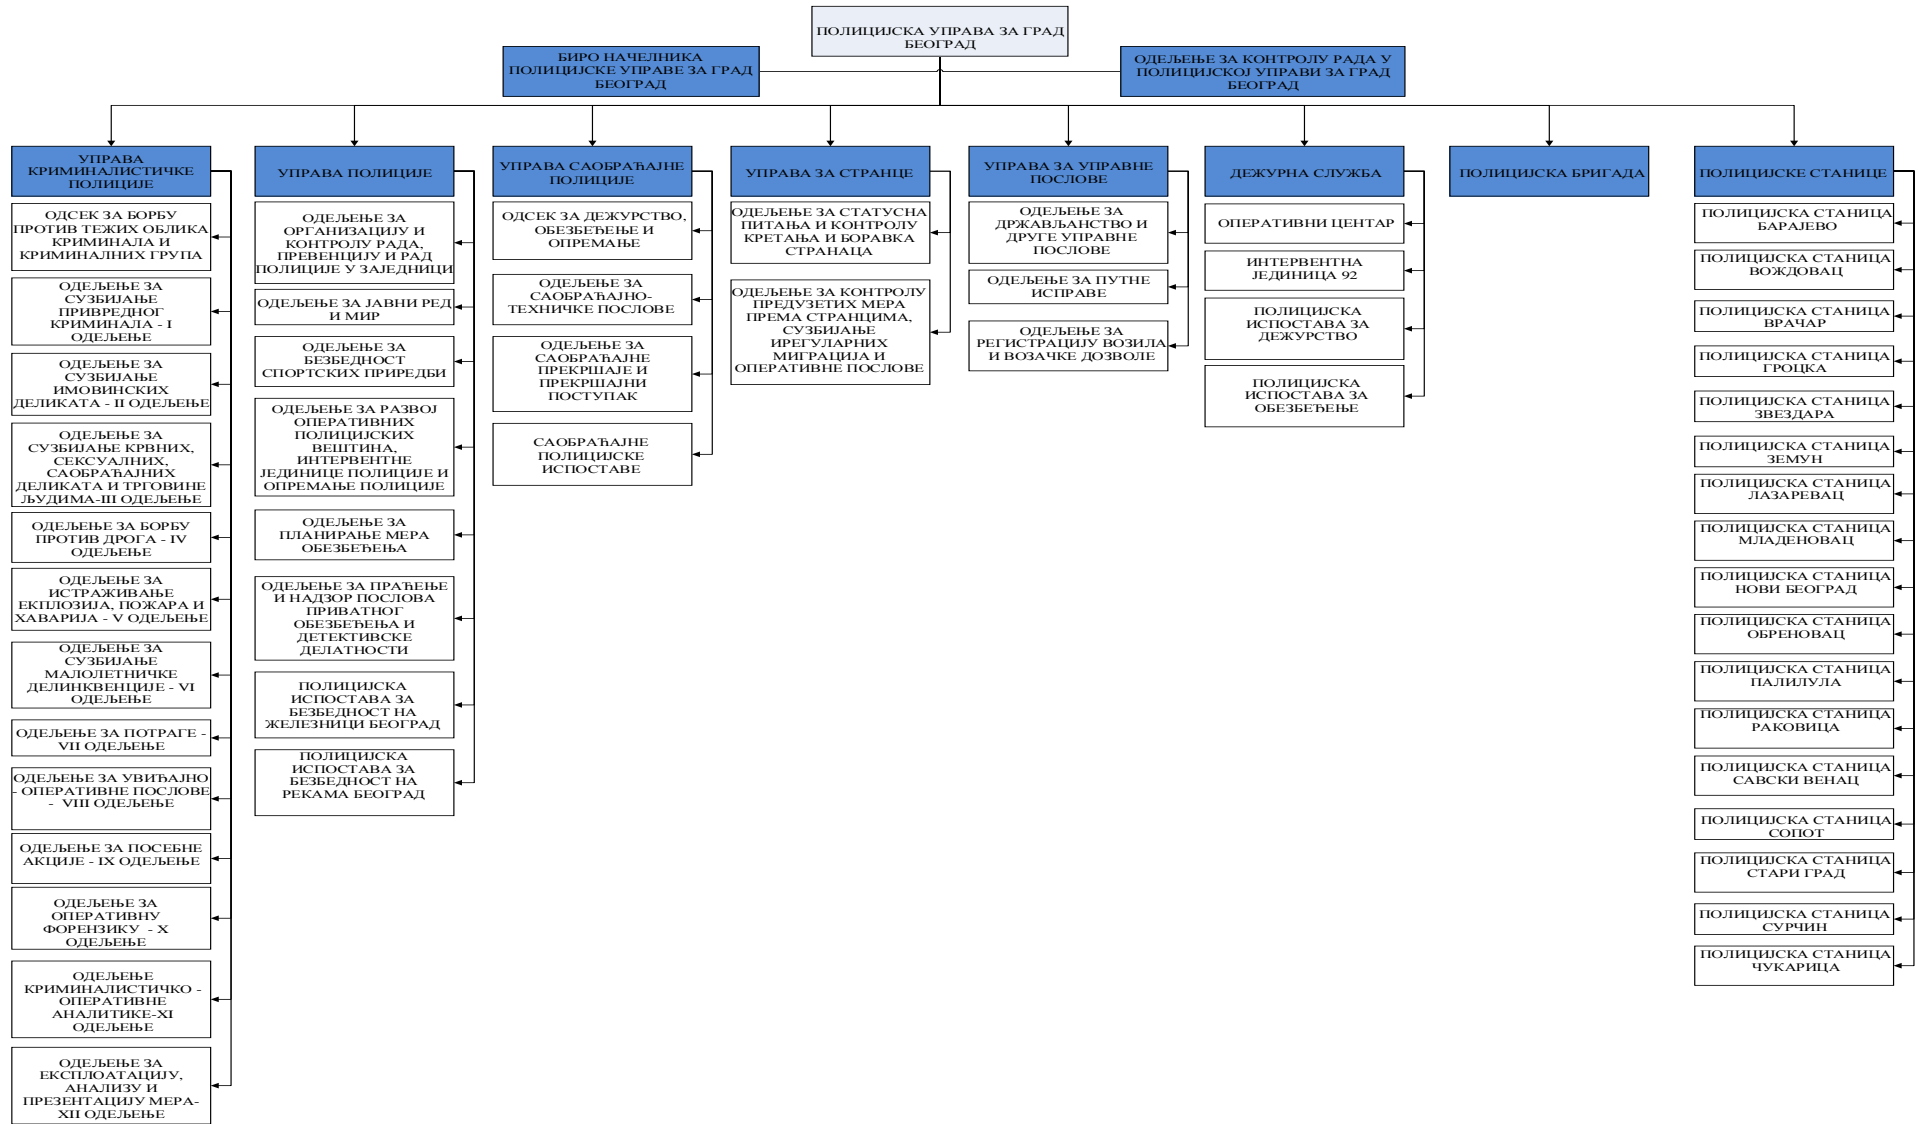 ПОЛИЦИЈСКА УПРАВА ЗА ГРАД
БЕОГРАД
БИРО НАЧЕЛНИКА
ПОЛИЦИЈСКЕ УПРАВЕ ЗА ГРАД
БЕОГРАД
ОДЕЉЕЊЕ ЗА КОНТРОЛУ РАДА У
ПОЛИЦИЈСКОЈ УПРАВИ ЗА ГРАД
БЕОГРАД
УПРАВА
КРИМИНАЛИСТИЧКЕ
ПОЛИЦИЈЕ
ОДСЕК ЗА БОРБУ
ПРОТИВ ТЕЖИХ ОБЛИКА
КРИМИНАЛА И
КРИМИНАЛНИХ ГРУПА
ОДЕЉЕЊЕ ЗА
СУЗБИЈАЊЕ
ПРИВРЕДНОГ
КРИМИНАЛА - I
ОДЕЉЕЊЕ
ОДЕЉЕЊЕ ЗА
СУЗБИЈАЊЕ
ИМОВИНСКИХ
ДЕЛИКАТА - II ОДЕЉЕЊЕ
ОДЕЉЕЊЕ ЗА
СУЗБИЈАЊЕ КРВНИХ,
СЕКСУАЛНИХ,
САОБРАЋАЈНИХ
ДЕЛИКАТА И ТРГОВИНЕ
ЉУДИМА-III ОДЕЉЕЊЕ
ОДЕЉЕЊЕ ЗА БОРБУ
ПРОТИВ ДРОГА - IV
ОДЕЉЕЊЕ
ОДЕЉЕЊЕ ЗА
ИСТРАЖИВАЊЕ
ЕКПЛОЗИЈА, ПОЖАРА И
ХАВАРИЈА - V ОДЕЉЕЊЕ
ОДЕЉЕЊЕ ЗА
СУЗБИЈАЊЕ
МАЛОЛЕТНИЧКЕ
ДЕЛИНКВЕНЦИЈЕ - VI
ОДЕЉЕЊЕ
ОДЕЉЕЊЕ ЗА ПОТРАГЕ -
VII ОДЕЉЕЊЕ
ОДЕЉЕЊЕ ЗА УВИЂАЈНО
- ОПЕРАТИВНЕ ПОСЛОВЕ
- VIII ОДЕЉЕЊЕ
ОДЕЉЕЊЕ ЗА ПОСЕБНЕ
АКЦИЈЕ - IX ОДЕЉЕЊЕ
ОДЕЉЕЊЕ ЗА
ОПЕРАТИВНУ
ФОРЕНЗИКУ - X
ОДЕЉЕЊЕ
ОДЕЉЕЊЕ
КРИМИНАЛИСТИЧКО -
ОПЕРАТИВНЕ
АНАЛИТИКЕ-XI
ОДЕЉЕЊЕ
ОДЕЉЕЊЕ ЗА
ЕКСПЛОАТАЦИЈУ,
АНАЛИЗУ И
ПРЕЗЕНТАЦИЈУ МЕРА-
XII ОДЕЉЕЊЕ
УПРАВА ПОЛИЦИЈЕ
ОДЕЉЕЊЕ ЗА
ОРГАНИЗАЦИЈУ И
КОНТРОЛУ РАДА,
ПРЕВЕНЦИЈУ И РАД
ПОЛИЦИЈЕ У ЗАЈЕДНИЦИ
ОДЕЉЕЊЕ ЗА ЈАВНИ РЕД
И МИР
ОДЕЉЕЊЕ ЗА
БЕЗБЕДНОСТ
СПОРТСКИХ ПРИРЕДБИ
ОДЕЉЕЊЕ ЗА РАЗВОЈ
ОПЕРАТИВНИХ
ПОЛИЦИЈСКИХ
ВЕШТИНА,
ИНТЕРВЕНТНЕ
ЈЕДИНИЦЕ ПОЛИЦИЈЕ И
ОПРЕМАЊЕ ПОЛИЦИЈЕ
ОДЕЉЕЊЕ ЗА
ПЛАНИРАЊЕ МЕРА
ОБЕЗБЕЂЕЊА
ОДЕЉЕЊЕ ЗА ПРАЋЕЊЕ
И НАДЗОР ПОСЛОВА
ПРИВАТНОГ
ОБЕЗБЕЂЕЊА И
ДЕТЕКТИВСКЕ
ДЕЛАТНОСТИ
ПОЛИЦИЈСКА
ИСПОСТАВА ЗА
БЕЗБЕДНОСТ НА
ЖЕЛЕЗНИЦИ БЕОГРАД
ПОЛИЦИЈСКА
ИСПОСТАВА ЗА
БЕЗБЕДНОСТ НА
РЕКАМА БЕОГРАД
УПРАВА САОБРАЋАЈНЕ
ПОЛИЦИЈЕ
ОДСЕК ЗА ДЕЖУРСТВО,
ОБЕЗБЕЂЕЊЕ И
ОПРЕМАЊЕ
ОДЕЉЕЊЕ ЗА
САОБРАЋАЈНО-
ТЕХНИЧКЕ ПОСЛОВЕ
ОДЕЉЕЊЕ ЗА
САОБРАЋАЈНЕ
ПРЕКРШАЈЕ И
ПРЕКРШАЈНИ
ПОСТУПАК
САОБРАЋАЈНЕ
ПОЛИЦИЈСКЕ
ИСПОСТАВЕ
УПРАВА ЗА СТРАНЦЕ
ОДЕЉЕЊЕ ЗА СТАТУСНА
ПИТАЊА И КОНТРОЛУ
КРЕТАЊА И БОРАВКА
СТРАНАЦА
ОДЕЉЕЊЕ ЗА КОНТРОЛУ
ПРЕДУЗЕТИХ МЕРА
ПРЕМА СТРАНЦИМА,
СУЗБИЈАЊЕ
ИРЕГУЛАРНИХ
МИГРАЦИЈА И
ОПЕРАТИВНЕ ПОСЛОВЕ
УПРАВА ЗА УПРАВНЕ
ПОСЛОВЕ
ОДЕЉЕЊЕ ЗА
ДРЖАВЉАНСТВО И
ДРУГЕ УПРАВНЕ
ПОСЛОВЕ
ОДЕЉЕЊЕ ЗА ПУТНЕ
ИСПРАВЕ
ОДЕЉЕЊЕ ЗА
РЕГИСТРАЦИЈУ ВОЗИЛА
И ВОЗАЧКЕ ДОЗВОЛЕ
ДЕЖУРНА СЛУЖБА
ОПЕРАТИВНИ ЦЕНТАР
ИНТЕРВЕНТНА
ЈЕДИНИЦА 92
ПОЛИЦИЈСКА
ИСПОСТАВА ЗА
ДЕЖУРСТВО
ПОЛИЦИЈСКА
ИСПОСТАВА ЗА
ОБЕЗБЕЂЕЊЕ
ПОЛИЦИЈСКА БРИГАДА
ПОЛИЦИЈСКЕ СТАНИЦЕ
ПОЛИЦИЈСКА СТАНИЦА
БАРАЈЕВО
ПОЛИЦИЈСКА СТАНИЦА
ВОЖДОВАЦ
ПОЛИЦИЈСКА СТАНИЦА
ВРАЧАР
ПОЛИЦИЈСКА СТАНИЦА
ГРОЦКА
ПОЛИЦИЈСКА СТАНИЦА
ЗВЕЗДАРА
ПОЛИЦИЈСКА СТАНИЦА
ЗЕМУН
ПОЛИЦИЈСКА СТАНИЦА
ЛАЗАРЕВАЦ
ПОЛИЦИЈСКА СТАНИЦА
МЛАДЕНОВАЦ
ПОЛИЦИЈСКА СТАНИЦА
НОВИ БЕОГРАД
ПОЛИЦИЈСКА СТАНИЦА
ОБРЕНОВАЦ
ПОЛИЦИЈСКА СТАНИЦА
ПАЛИЛУЛА
ПОЛИЦИЈСКА СТАНИЦА
РАКОВИЦА
ПОЛИЦИЈСКА СТАНИЦА
САВСКИ ВЕНАЦ
ПОЛИЦИЈСКА СТАНИЦА
СОПОТ
ПОЛИЦИЈСКА СТАНИЦА
СТАРИ ГРАД
ПОЛИЦИЈСКА СТАНИЦА
СУРЧИН
ПОЛИЦИЈСКА СТАНИЦА
ЧУКАРИЦА